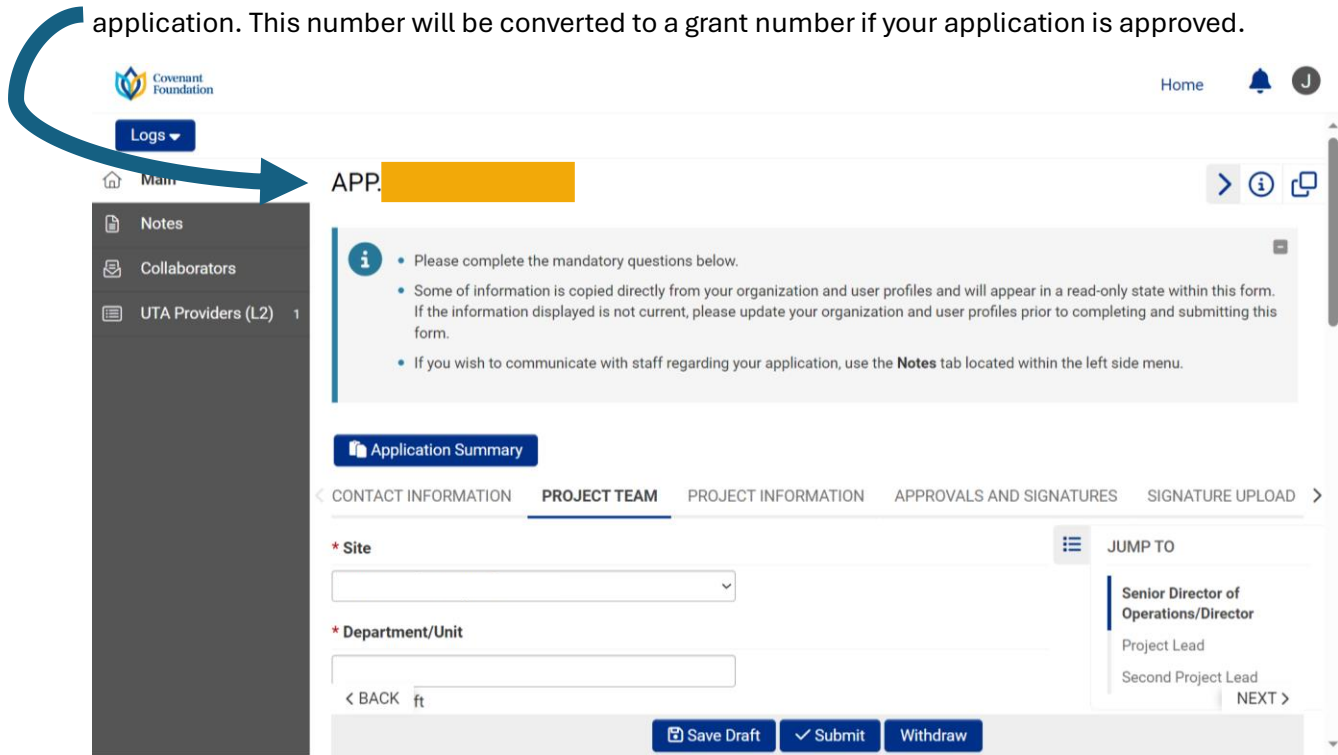 application. This number will be converted to a grant number if your application is approved.
Covenant
Foundation
Home
J
Logs
Main
APP.
Notes
Collaborators
UTA Providers (L2) 1
• Please complete the mandatory questions below.
• Some of information is copied directly from your organization and user profiles and will appear in a read-only state within this form.
If the information displayed is not current, please update your organization and user profiles prior to completing and submitting this
form.
• If you wish to communicate with staff regarding your application, use the Notes tab located within the left side menu.
Application Summary
CONTACT INFORMATION PROJECT TEAM PROJECT INFORMATION APPROVALS AND SIGNATURES SIGNATURE UPLOAD
* Site
JUMP TO
Senior Director of
Operations/Director
* Department/Unit
Project Lead
Second Project Lead
< BACK ft NEXT >
Save Draft Submit Withdraw